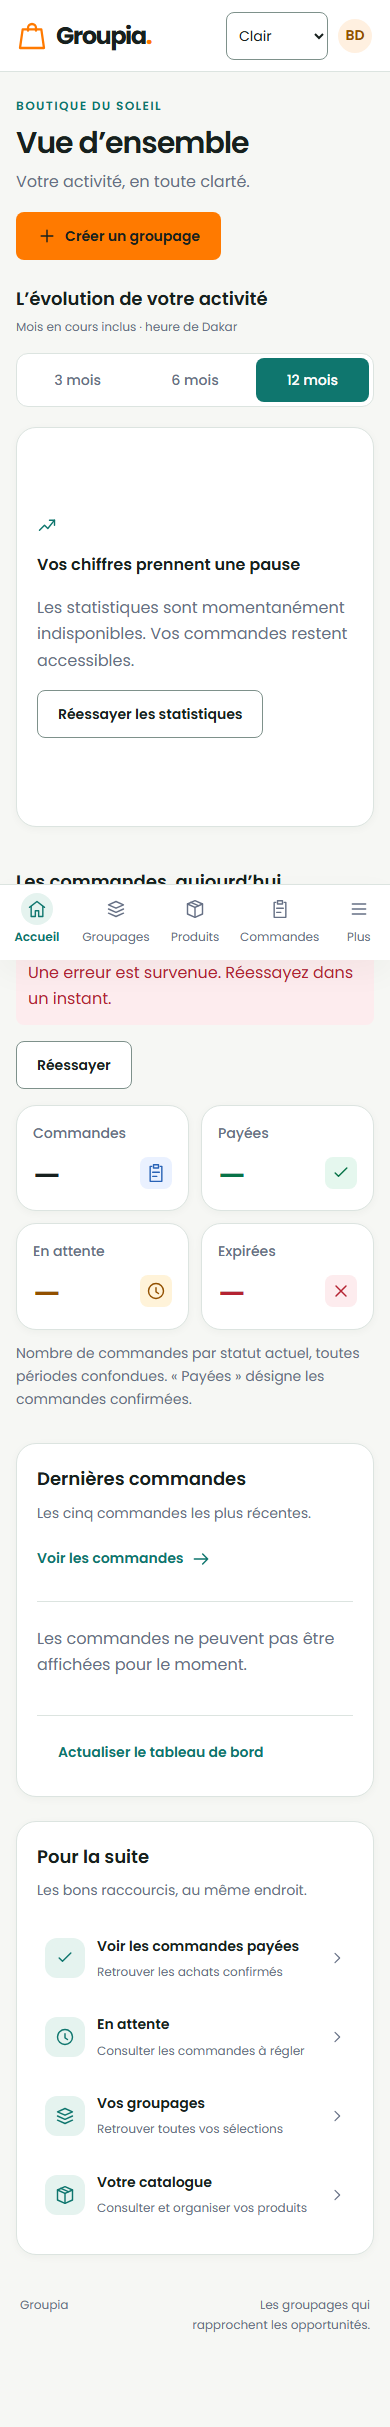 Groupia.
Clair
BD
BOUTIQUE DU SOLEIL
Vue d’ensemble
Votre activité, en toute clarté.
Créer un groupage
L’évolution de votre activité
Mois en cours inclus · heure de Dakar
3 mois
6 mois
12 mois
Vos chiffres prennent une pause
Les statistiques sont momentanément
indisponibles. Vos commandes restent
accessibles.
Réessayer les statistiques
Les commandes, aujourd’hui
Accueil
Groupages
Produits
Commandes
Plus
Une erreur est survenue. Réessayez dans
un instant.
Réessayer
Commandes
—
Payées
—
En attente
—
Expirées
—
Nombre de commandes par statut actuel, toutes
périodes confondues. « Payées » désigne les
commandes confirmées.
Dernières commandes
Les cinq commandes les plus récentes.
Voir les commandes
Les commandes ne peuvent pas être
affichées pour le moment.
Actualiser le tableau de bord
Pour la suite
Les bons raccourcis, au même endroit.
Voir les commandes payées
Retrouver les achats confirmés
En attente
Consulter les commandes à régler
Vos groupages
Retrouver toutes vos sélections
Votre catalogue
Consulter et organiser vos produits
Groupia
Les groupages qui
rapprochent les opportunités.